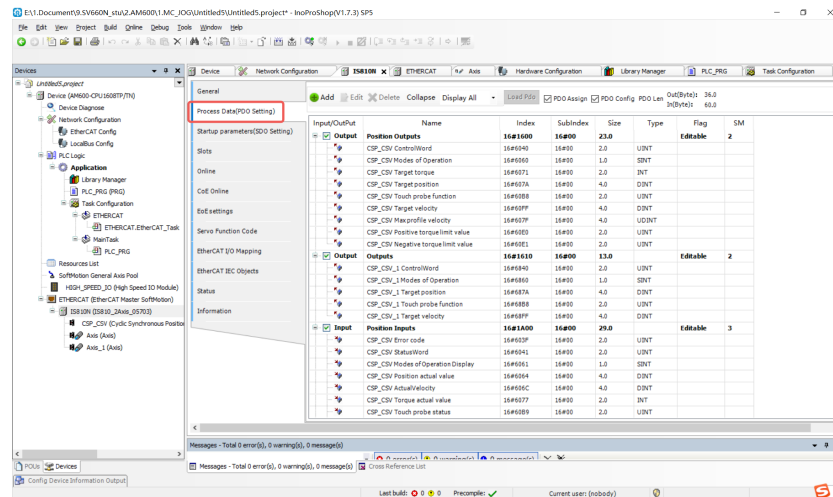 E:\1.Document\9.SV660N_stu\2.AM600\1.MC_JOG\Untitled5\Untitled5.project* - InoProShop(V1.7.3) SP5
File Edit View Project Build Online Debug Tools Window Help
Devices
Untitled5.project
Device (AM600-CPU1608TP/TN)
Device Diagnose
Network Configuration
EtherCAT Config
LocalBus Config
PLC Logic
Application
Library Manager
PLC_PRG (PRG)
Task Configuration
ETHERCAT
ETHERCAT.EtherCAT_Task
MainTask
PLC_PRG
Resources List
SoftMotion General Axis Pool
HIGH_SPEED_IO (High Speed IO Module)
ETHERCAT (EtherCAT Master SoftMotion)
IS810N (IS810_2Axis_05703)
CSP_CSV (Cyclic Synchronous Position
Axis (Axis)
Axis_1 (Axis)
POUs Devices
Config Device Information Output
Device Network Configuration IS810N ETHERCAT Axis Hardware Configuration Library Manager PLC_PRG Task Configuration
General
Process Data(PDO Setting)
Startup parameters(SDO Setting)
Slots
Online
CoE Online
EoE settings
Servo Function Code
EtherCAT I/O Mapping
EtherCAT IEC Objects
Status
Information
Add Edit Delete Collapse Display All Load Pdo PDO Assign PDO Config PDO Len Out(Byte): 36.0
In(Byte): 60.0
Input/OutPut Name Index SubIndex Size Type Flag SM
Output Position Outputs 16#1600 16#00 23.0 Editable 2
CSP_CSV ControlWord 16#6040 16#00 2.0 UINT
CSP_CSV Modes of Operation 16#6060 16#00 1.0 SINT
CSP_CSV Target torque 16#6071 16#00 2.0 INT
CSP_CSV Target position 16#607A 16#00 4.0 DINT
CSP_CSV Touch probe function 16#60B8 16#00 2.0 UINT
CSP_CSV Target velocity 16#60FF 16#00 4.0 DINT
CSP_CSV Max profile velocity 16#607F 16#00 4.0 UDINT
CSP_CSV Positive torque limit value 16#60E0 16#00 2.0 UINT
CSP_CSV Negative torque limit value 16#60E1 16#00 2.0 UINT
Output Outputs 16#1610 16#00 13.0 Editable 2
CSP_CSV_1 ControlWord 16#6840 16#00 2.0 UINT
CSP_CSV_1 Modes of Operation 16#6860 16#00 1.0 SINT
CSP_CSV_1 Target position 16#687A 16#00 4.0 DINT
CSP_CSV_1 Touch probe function 16#68B8 16#00 2.0 UINT
CSP_CSV_1 Target velocity 16#68FF 16#00 4.0 DINT
Input Position Inputs 16#1A00 16#00 29.0 Editable 3
CSP_CSV Error code 16#603F 16#00 2.0 UINT
CSP_CSV StatusWord 16#6041 16#00 2.0 UINT
CSP_CSV Modes of Operation Display 16#6061 16#00 1.0 SINT
CSP_CSV Position actual value 16#6064 16#00 4.0 DINT
CSP_CSV ActualVelocity 16#606C 16#00 4.0 DINT
CSP_CSV Torque actual value 16#6077 16#00 2.0 INT
CSP_CSV Touch probe status 16#60B9 16#00 2.0 UINT
Messages - Total 0 error(s), 0 warning(s), 0 message(s)
0 error(s) 0 warning(s) 0 message(s)
Messages - Total 0 error(s), 0 warning(s), 0 message(s) Cross Reference List
Last build: 0 0 Precompile: Current user: (nobody)